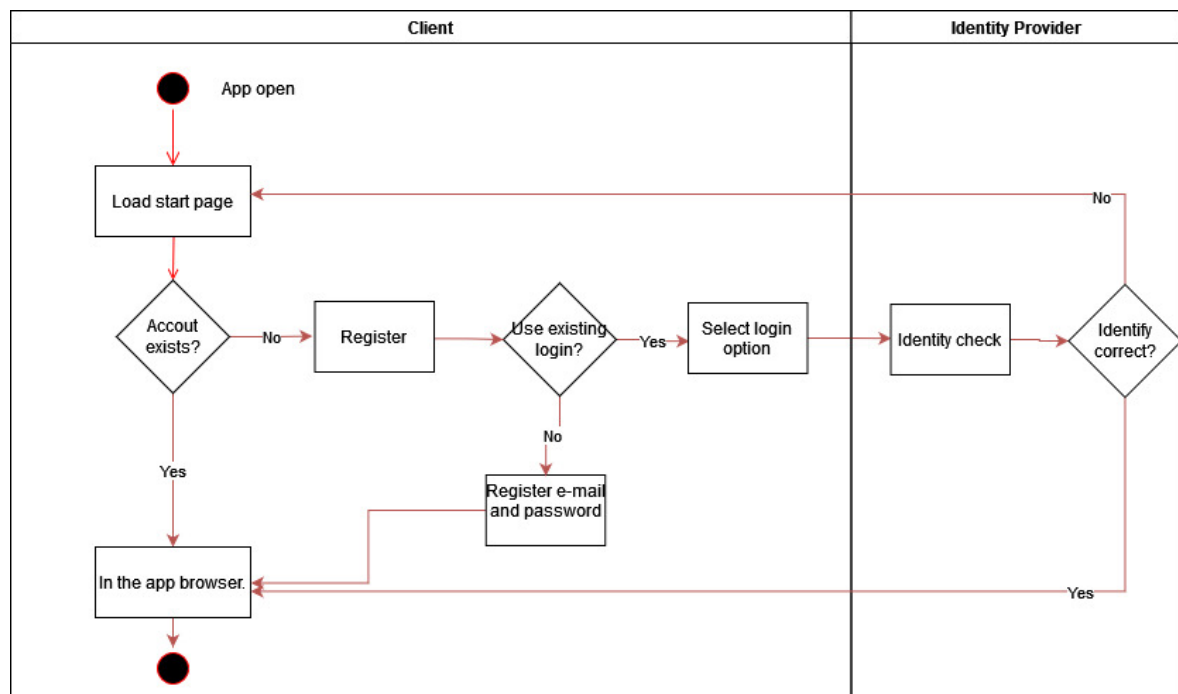 Client
Identity Provider
App open
Load start page
No
Accout
exists?
No
Register
Use existing
login?
Yes
Select login
option
Identity check
Identify
correct?
No
Yes
Register e-mail
and password
In the app browser.
Yes